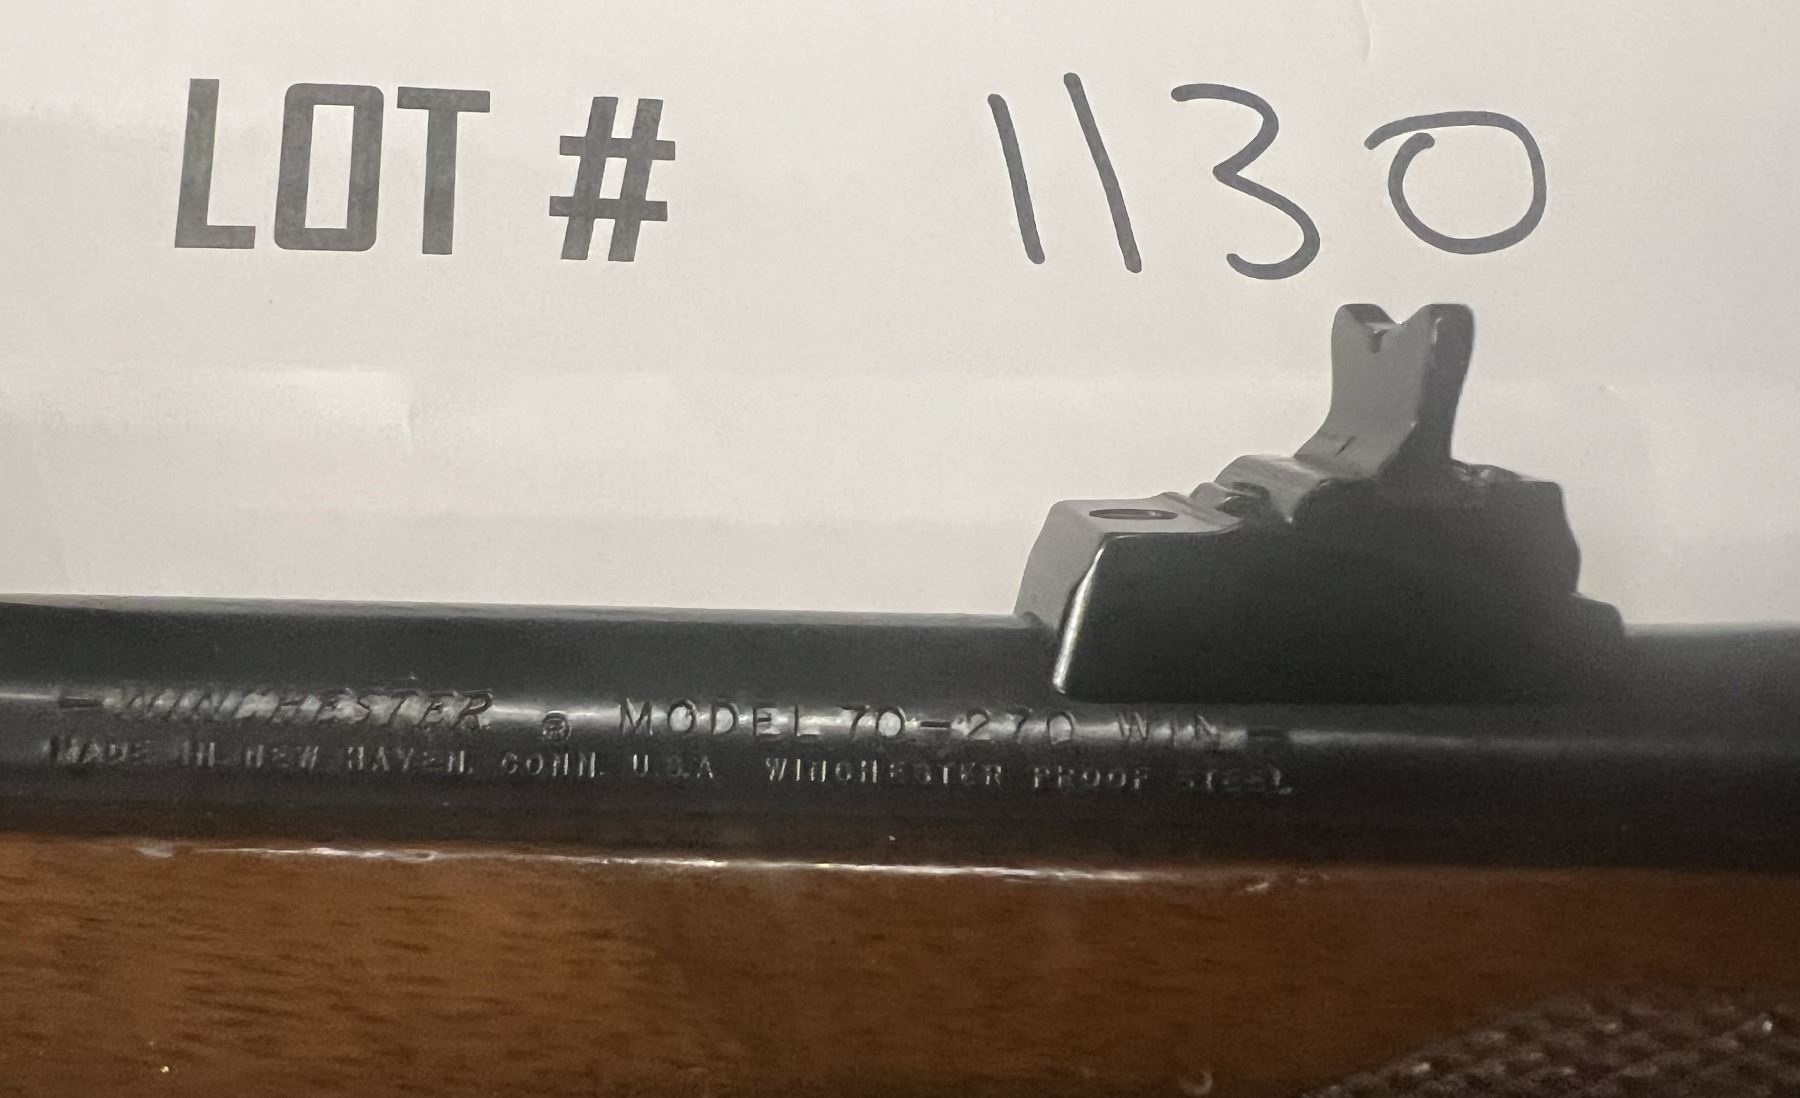 LOT # 1130
-WINCHESTER ® MODEL 70-270 WIN-
MADE IN NEW HAVEN, CONN. U.S.A WINCHESTER PROOF STEEL